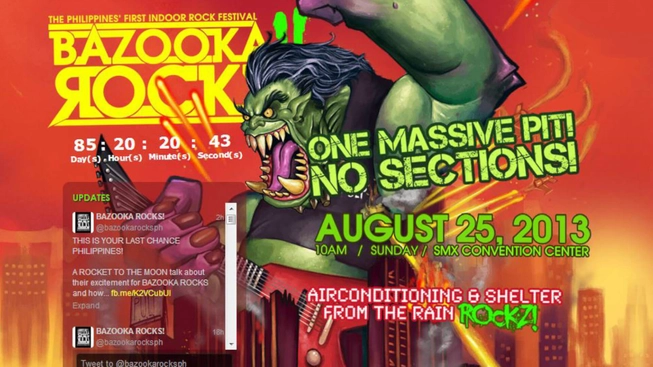 THE PHILIPPINES' FIRST INDOOR ROCK FESTIVAL
BAZOOKA
ROCK
II
85: 20 : 20 : 43
Day(s) Hour(s) Minute(s) Second(s)
ONE MASSIVE PIT!
NO SECTIONS!
AUGUST 25, 2013
10AM / SUNDAY / SMX CONVENTION CENTER
AIRCONDITIONING & SHELTER
FROM THE RAIN ROCKZ!
UPDATES
BAZOOKA ROCKS!
@bazookarocksph
THIS IS YOUR LAST CHANCE
PHILIPPINES!
A ROCKET TO THE MOON talk about
their excitement for BAZOOKA ROCKS
and how... fb.me/K2VCubUI
Expand
BAZOOKA ROCKS!
@bazookarocksph
Tweet to @bazookarocksph